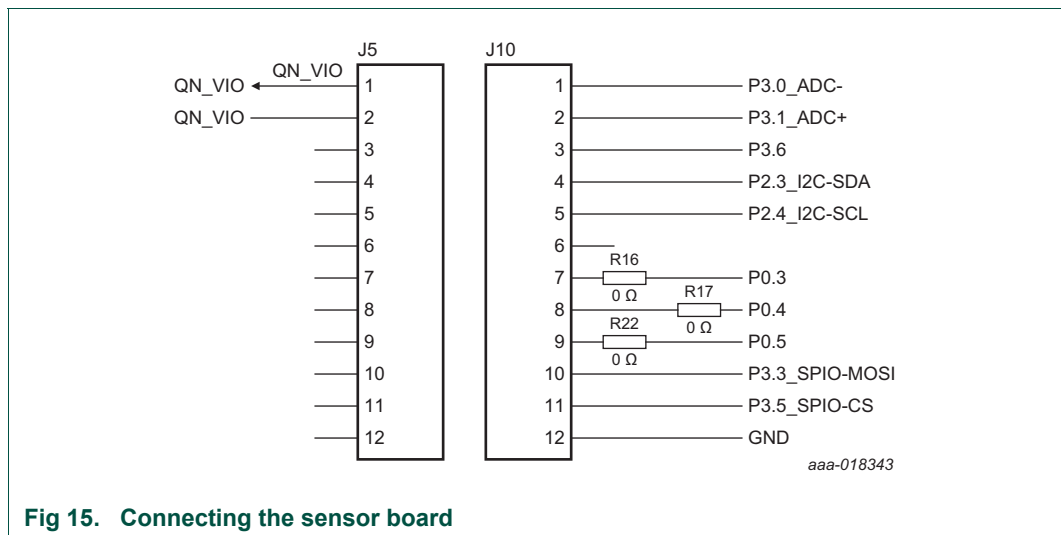 J5
J10
QN_VIO QN_VIO 1
QN_VIO 2
3
4
5
6
7
8
9
10
11
12
1 P3.0_ADC-
2 P3.1_ADC+
3 P3.6
4 P2.3_I2C-SDA
5 P2.4_I2C-SCL
6
R16
7 P0.3
0 Ω
R17
8 P0.4
0 Ω
R22
9 P0.5
0 Ω
10 P3.3_SPIO-MOSI
11 P3.5_SPIO-CS
12 GND
aaa-018343
Fig 15. Connecting the sensor board